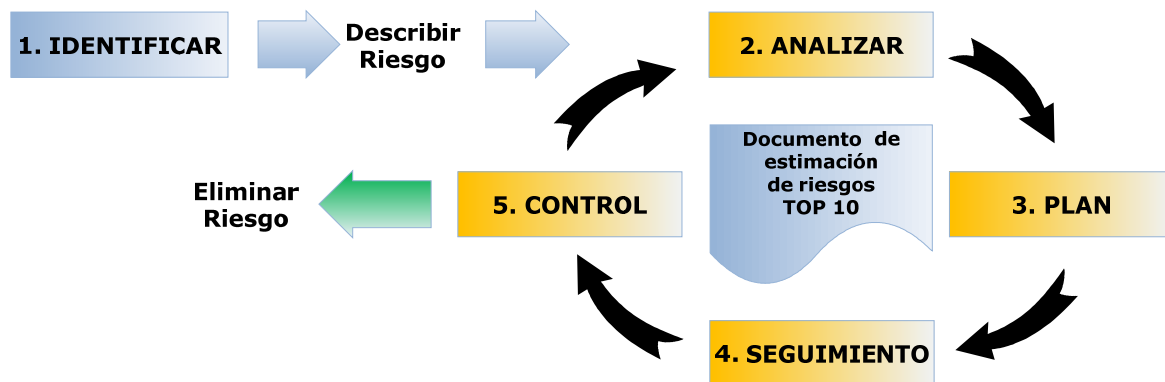 1. IDENTIFICAR
Describir
Riesgo
2. ANALIZAR
Documento de
estimación
de riesgos
TOP 10
Eliminar
Riesgo
5. CONTROL
3. PLAN
4. SEGUIMIENTO